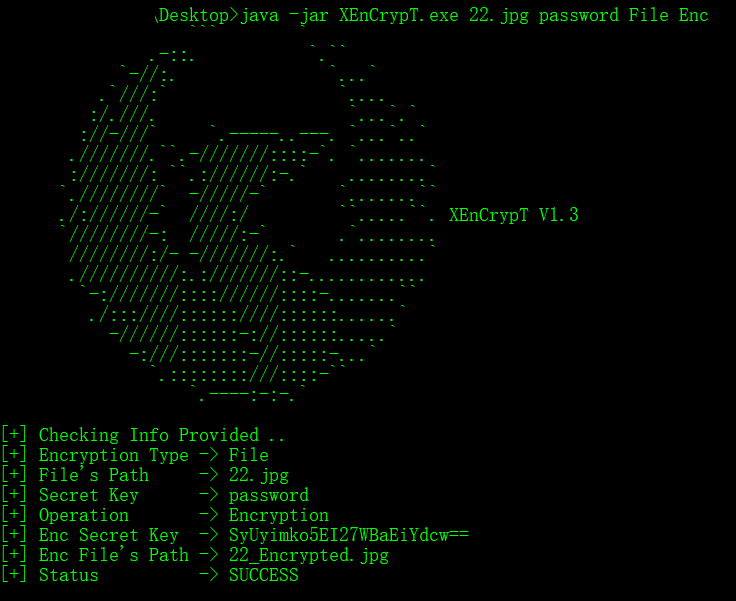 \Desktop>java -jar XEnCrypT.exe 22.jpg password File Enc
XEnCrypT V1.3
[+] Checking Info Provided ..
[+] Encryption Type -> File
[+] File's Path     -> 22.jpg
[+] Secret Key      -> password
[+] Operation       -> Encryption
[+] Enc Secret Key  -> SyUyimko5EI27WBaEiYdcw==
[+] Enc File's Path -> 22_Encrypted.jpg
[+] Status          -> SUCCESS